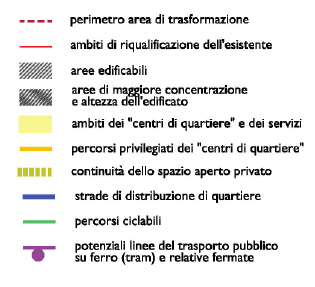 perimetro area di trasformazione
ambiti di riqualificazione dell'esistente
aree edificabili
aree di maggiore concentrazione
e altezza dell'edificato
ambiti dei "centri di quartiere" e dei servizi
percorsi privilegiati dei "centri di quartiere"
continuità dello spazio aperto privato
strade di distribuzione di quartiere
percorsi ciclabili
potenziali linee del trasporto pubblico
su ferro (tram) e relative fermate